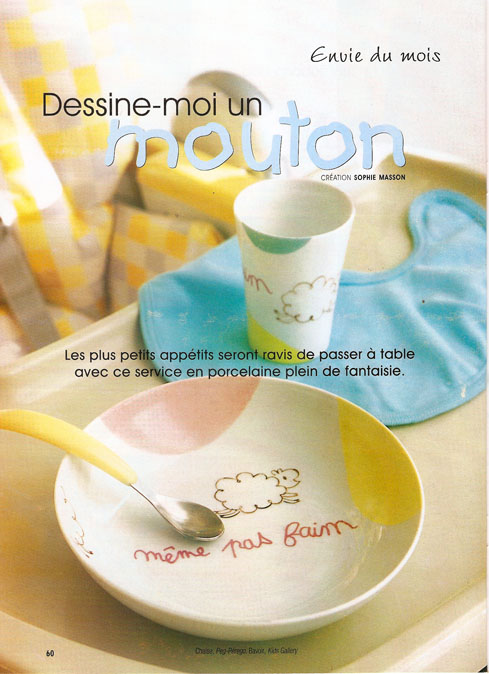 Envie du mois
Dessine-moi un
mouton
CRÉATION SOPHIE MASSON
aim
Les plus petits appétits seront ravis de passer à table
avec ce service en porcelaine plein de fantaisie.
même pas faim
60
Chaise, Peg-Pérego, Bavoir, Kids Gallery